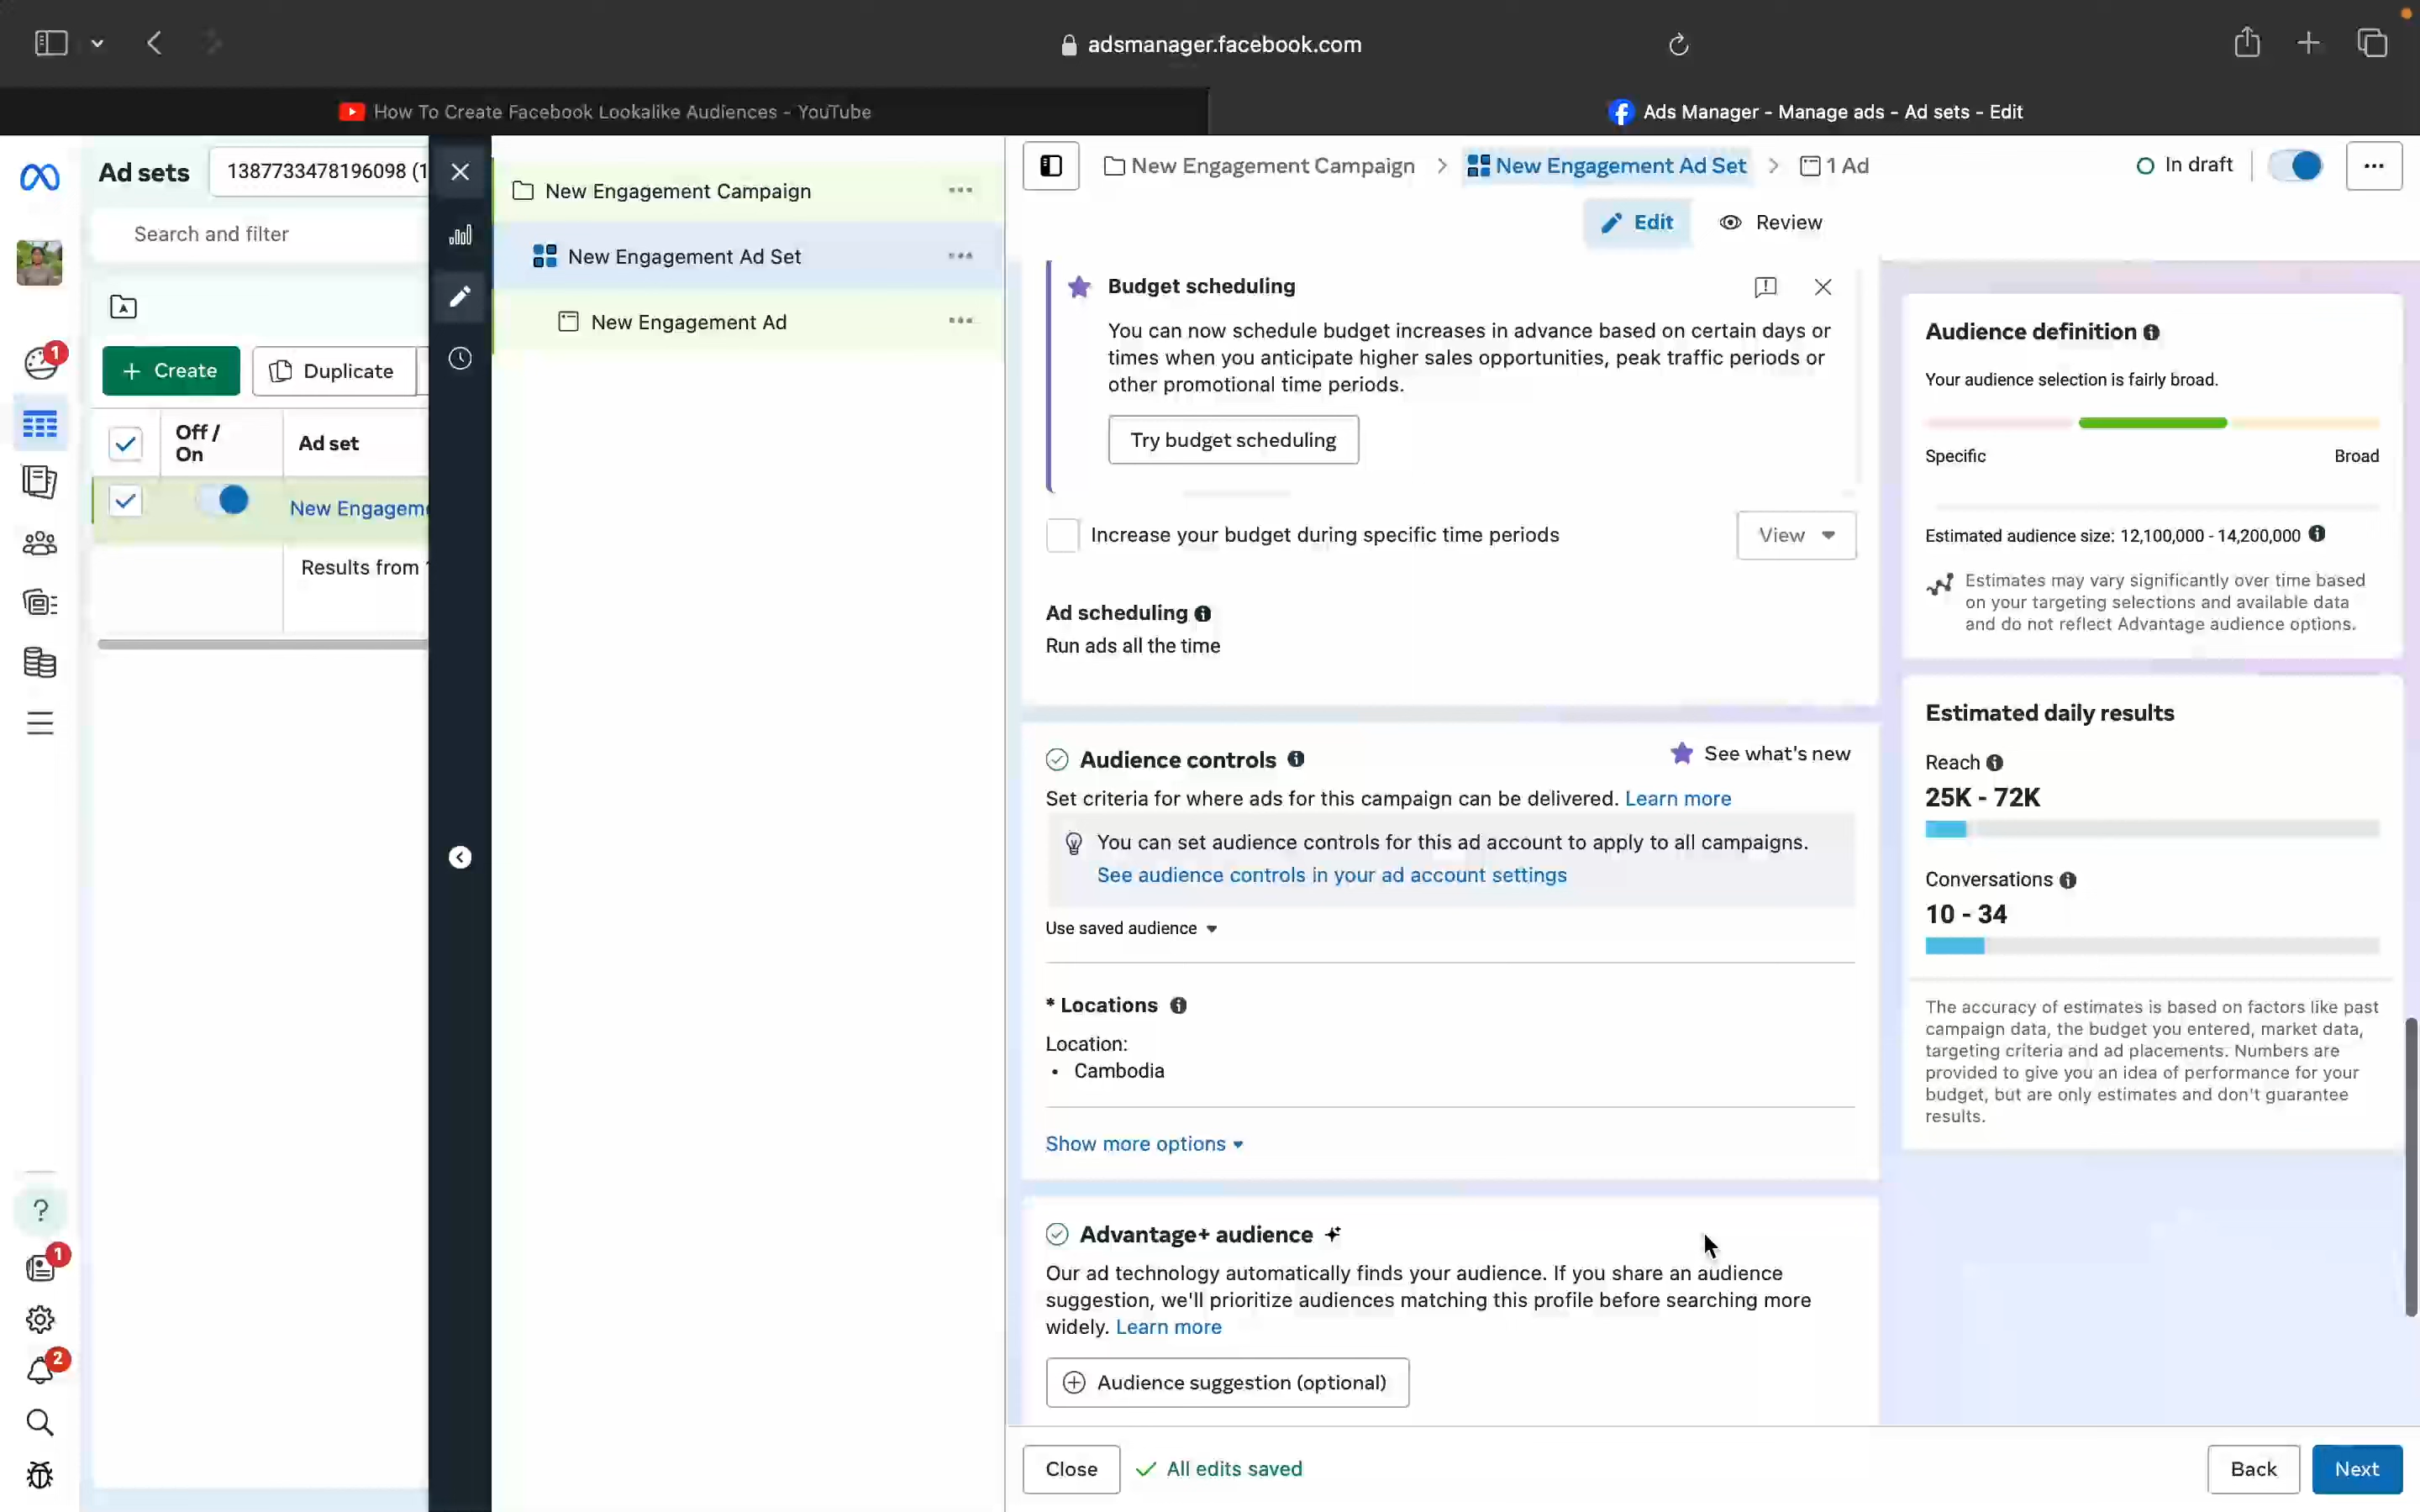 adsmanager.facebook.com
How To Create Facebook Lookalike Audiences - YouTube
Ads Manager - Manage ads - Ad sets - Edit
Ad sets
1387733478196098 (1
Search and filter
+ Create
Duplicate
Off /
On
Ad set
New Engagem
Results from
1
1
2
New Engagement Campaign
New Engagement Ad Set
New Engagement Ad
New Engagement Campaign > New Engagement Ad Set > 1 Ad
In draft
Edit
Review
Budget scheduling
You can now schedule budget increases in advance based on certain days or
times when you anticipate higher sales opportunities, peak traffic periods or
other promotional time periods.
Try budget scheduling
Increase your budget during specific time periods
View
Ad scheduling
Run ads all the time
Audience controls
See what's new
Set criteria for where ads for this campaign can be delivered. Learn more
You can set audience controls for this ad account to apply to all campaigns.
See audience controls in your ad account settings
Use saved audience
* Locations
Location:
• Cambodia
Show more options
Advantage+ audience
Our ad technology automatically finds your audience. If you share an audience
suggestion, we'll prioritize audiences matching this profile before searching more
widely. Learn more
Audience suggestion (optional)
Close
All edits saved
Back
Next
Audience definition
Your audience selection is fairly broad.
Specific
Broad
Estimated audience size: 12,100,000 - 14,200,000
Estimates may vary significantly over time based
on your targeting selections and available data
and do not reflect Advantage audience options.
Estimated daily results
Reach
25K - 72K
Conversations
10 - 34
The accuracy of estimates is based on factors like past
campaign data, the budget you entered, market data,
targeting criteria and ad placements. Numbers are
provided to give you an idea of performance for your
budget, but are only estimates and don't guarantee
results.